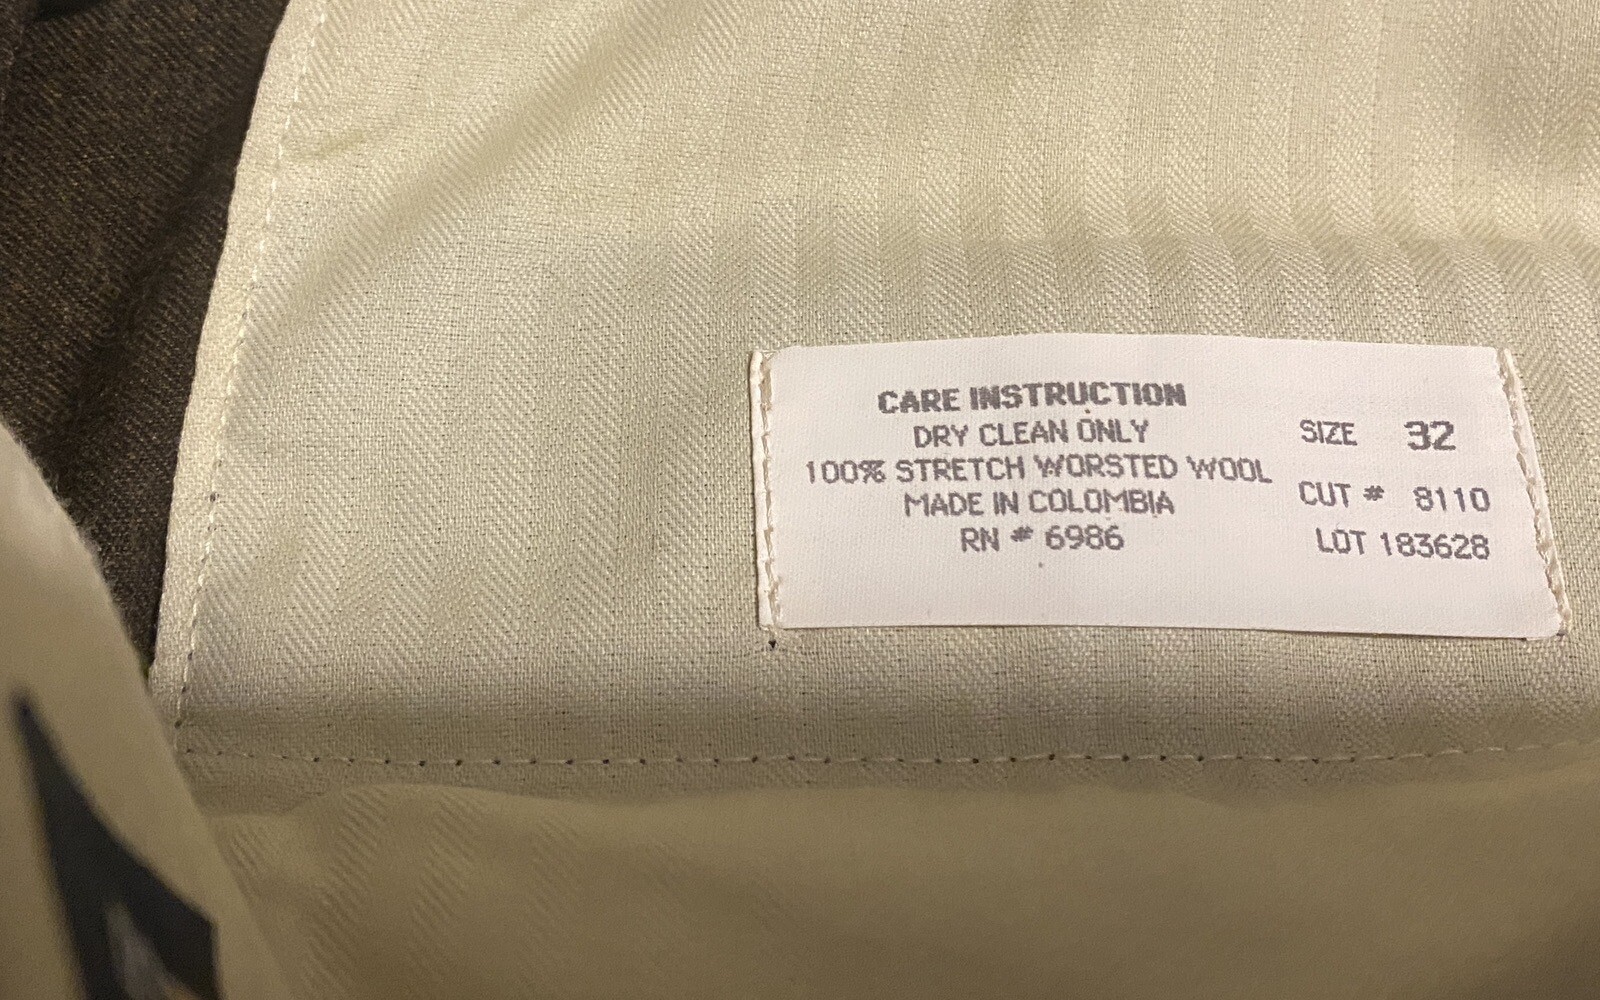 CARE INSTRUCTION
DRY CLEAN ONLY
100% STRETCH WORSTED WOOL
MADE IN COLOMBIA
RN # 6986
SIZE 32
CUT # 8110
LOT 183628